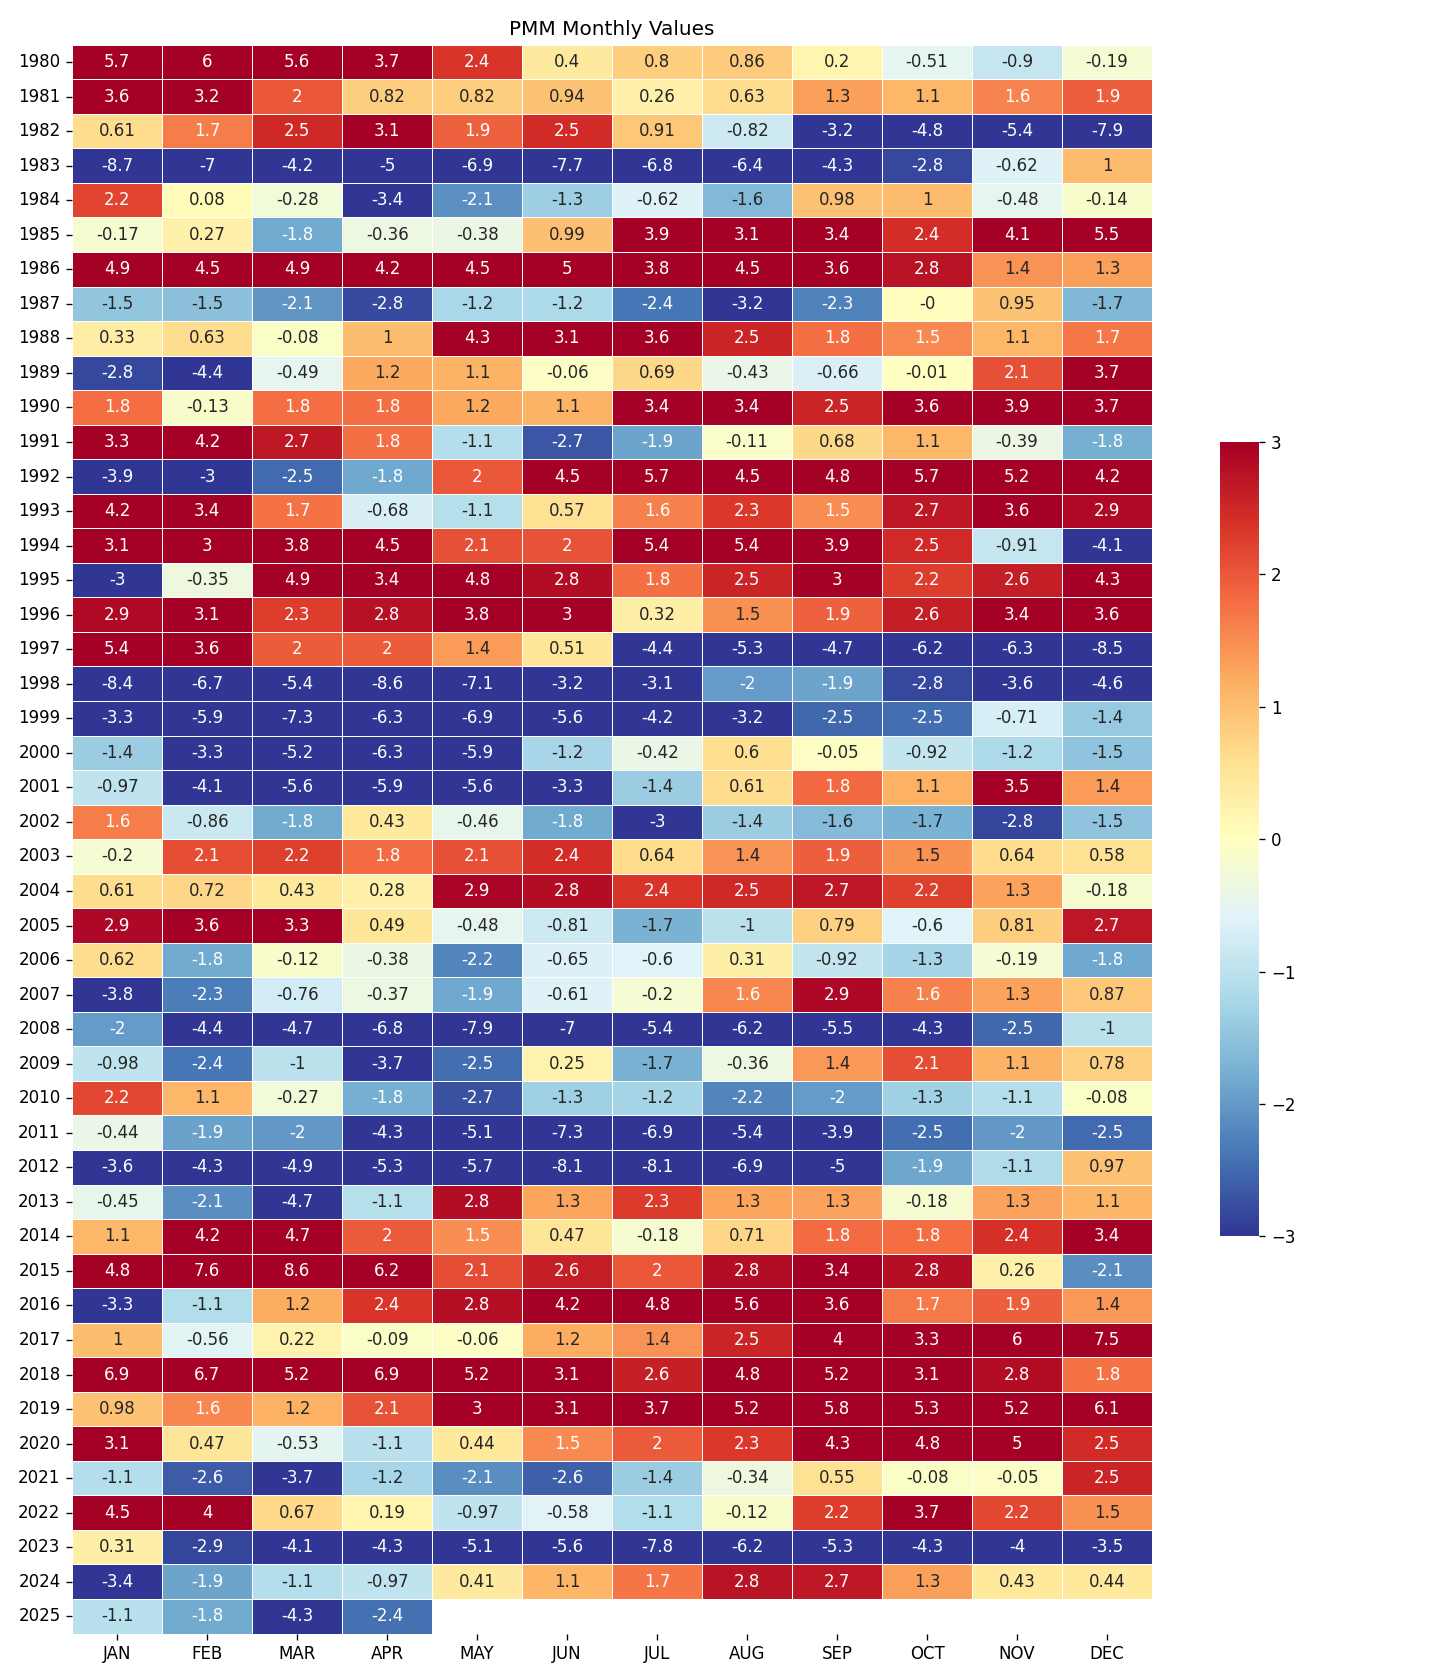 PMM Monthly Values
1980 5.7 6 5.6 3.7 2.4 0.4 0.8 0.86 0.2 -0.51 -0.9 -0.19
1981 3.6 3.2 2 0.82 0.82 0.94 0.26 0.63 1.3 1.1 1.6 1.9
1982 0.61 1.7 2.5 3.1 1.9 2.5 0.91 -0.82 -3.2 -4.8 -5.4 -7.9
1983 -8.7 -7 -4.2 -5 -6.9 -7.7 -6.8 -6.4 -4.3 -2.8 -0.62 1
1984 2.2 0.08 -0.28 -3.4 -2.1 -1.3 -0.62 -1.6 0.98 1 -0.48 -0.14
1985 -0.17 0.27 -1.8 -0.36 -0.38 0.99 3.9 3.1 3.4 2.4 4.1 5.5
1986 4.9 4.5 4.9 4.2 4.5 5 3.8 4.5 3.6 2.8 1.4 1.3
1987 -1.5 -1.5 -2.1 -2.8 -1.2 -1.2 -2.4 -3.2 -2.3 -0 0.95 -1.7
1988 0.33 0.63 -0.08 1 4.3 3.1 3.6 2.5 1.8 1.5 1.1 1.7
1989 -2.8 -4.4 -0.49 1.2 1.1 -0.06 0.69 -0.43 -0.66 -0.01 2.1 3.7
1990 1.8 -0.13 1.8 1.8 1.2 1.1 3.4 3.4 2.5 3.6 3.9 3.7
1991 3.3 4.2 2.7 1.8 -1.1 -2.7 -1.9 -0.11 0.68 1.1 -0.39 -1.8
1992 -3.9 -3 -2.5 -1.8 2 4.5 5.7 4.5 4.8 5.7 5.2 4.2
1993 4.2 3.4 1.7 -0.68 -1.1 0.57 1.6 2.3 1.5 2.7 3.6 2.9
1994 3.1 3 3.8 4.5 2.1 2 5.4 5.4 3.9 2.5 -0.91 -4.1
1995 -3 -0.35 4.9 3.4 4.8 2.8 1.8 2.5 3 2.2 2.6 4.3
1996 2.9 3.1 2.3 2.8 3.8 3 0.32 1.5 1.9 2.6 3.4 3.6
1997 5.4 3.6 2 2 1.4 0.51 -4.4 -5.3 -4.7 -6.2 -6.3 -8.5
1998 -8.4 -6.7 -5.4 -8.6 -7.1 -3.2 -3.1 -2 -1.9 -2.8 -3.6 -4.6
1999 -3.3 -5.9 -7.3 -6.3 -6.9 -5.6 -4.2 -3.2 -2.5 -2.5 -0.71 -1.4
2000 -1.4 -3.3 -5.2 -6.3 -5.9 -1.2 -0.42 0.6 -0.05 -0.92 -1.2 -1.5
2001 -0.97 -4.1 -5.6 -5.9 -5.6 -3.3 -1.4 0.61 1.8 1.1 3.5 1.4
2002 1.6 -0.86 -1.8 0.43 -0.46 -1.8 -3 -1.4 -1.6 -1.7 -2.8 -1.5
2003 -0.2 2.1 2.2 1.8 2.1 2.4 0.64 1.4 1.9 1.5 0.64 0.58
2004 0.61 0.72 0.43 0.28 2.9 2.8 2.4 2.5 2.7 2.2 1.3 -0.18
2005 2.9 3.6 3.3 0.49 -0.48 -0.81 -1.7 -1 0.79 -0.6 0.81 2.7
2006 0.62 -1.8 -0.12 -0.38 -2.2 -0.65 -0.6 0.31 -0.92 -1.3 -0.19 -1.8
2007 -3.8 -2.3 -0.76 -0.37 -1.9 -0.61 -0.2 1.6 2.9 1.6 1.3 0.87
2008 -2 -4.4 -4.7 -6.8 -7.9 -7 -5.4 -6.2 -5.5 -4.3 -2.5 -1
2009 -0.98 -2.4 -1 -3.7 -2.5 0.25 -1.7 -0.36 1.4 2.1 1.1 0.78
2010 2.2 1.1 -0.27 -1.8 -2.7 -1.3 -1.2 -2.2 -2 -1.3 -1.1 -0.08
2011 -0.44 -1.9 -2 -4.3 -5.1 -7.3 -6.9 -5.4 -3.9 -2.5 -2 -2.5
2012 -3.6 -4.3 -4.9 -5.3 -5.7 -8.1 -8.1 -6.9 -5 -1.9 -1.1 0.97
2013 -0.45 -2.1 -4.7 -1.1 2.8 1.3 2.3 1.3 1.3 -0.18 1.3 1.1
2014 1.1 4.2 4.7 2 1.5 0.47 -0.18 0.71 1.8 1.8 2.4 3.4
2015 4.8 7.6 8.6 6.2 2.1 2.6 2 2.8 3.4 2.8 0.26 -2.1
2016 -3.3 -1.1 1.2 2.4 2.8 4.2 4.8 5.6 3.6 1.7 1.9 1.4
2017 1 -0.56 0.22 -0.09 -0.06 1.2 1.4 2.5 4 3.3 6 7.5
2018 6.9 6.7 5.2 6.9 5.2 3.1 2.6 4.8 5.2 3.1 2.8 1.8
2019 0.98 1.6 1.2 2.1 3 3.1 3.7 5.2 5.8 5.3 5.2 6.1
2020 3.1 0.47 -0.53 -1.1 0.44 1.5 2 2.3 4.3 4.8 5 2.5
2021 -1.1 -2.6 -3.7 -1.2 -2.1 -2.6 -1.4 -0.34 0.55 -0.08 -0.05 2.5
2022 4.5 4 0.67 0.19 -0.97 -0.58 -1.1 -0.12 2.2 3.7 2.2 1.5
2023 0.31 -2.9 -4.1 -4.3 -5.1 -5.6 -7.8 -6.2 -5.3 -4.3 -4 -3.5
2024 -3.4 -1.9 -1.1 -0.97 0.41 1.1 1.7 2.8 2.7 1.3 0.43 0.44
2025 -1.1 -1.8 -4.3 -2.4
JAN FEB MAR APR MAY JUN JUL AUG SEP OCT NOV DEC
3
2
1
0
−1
−2
−3